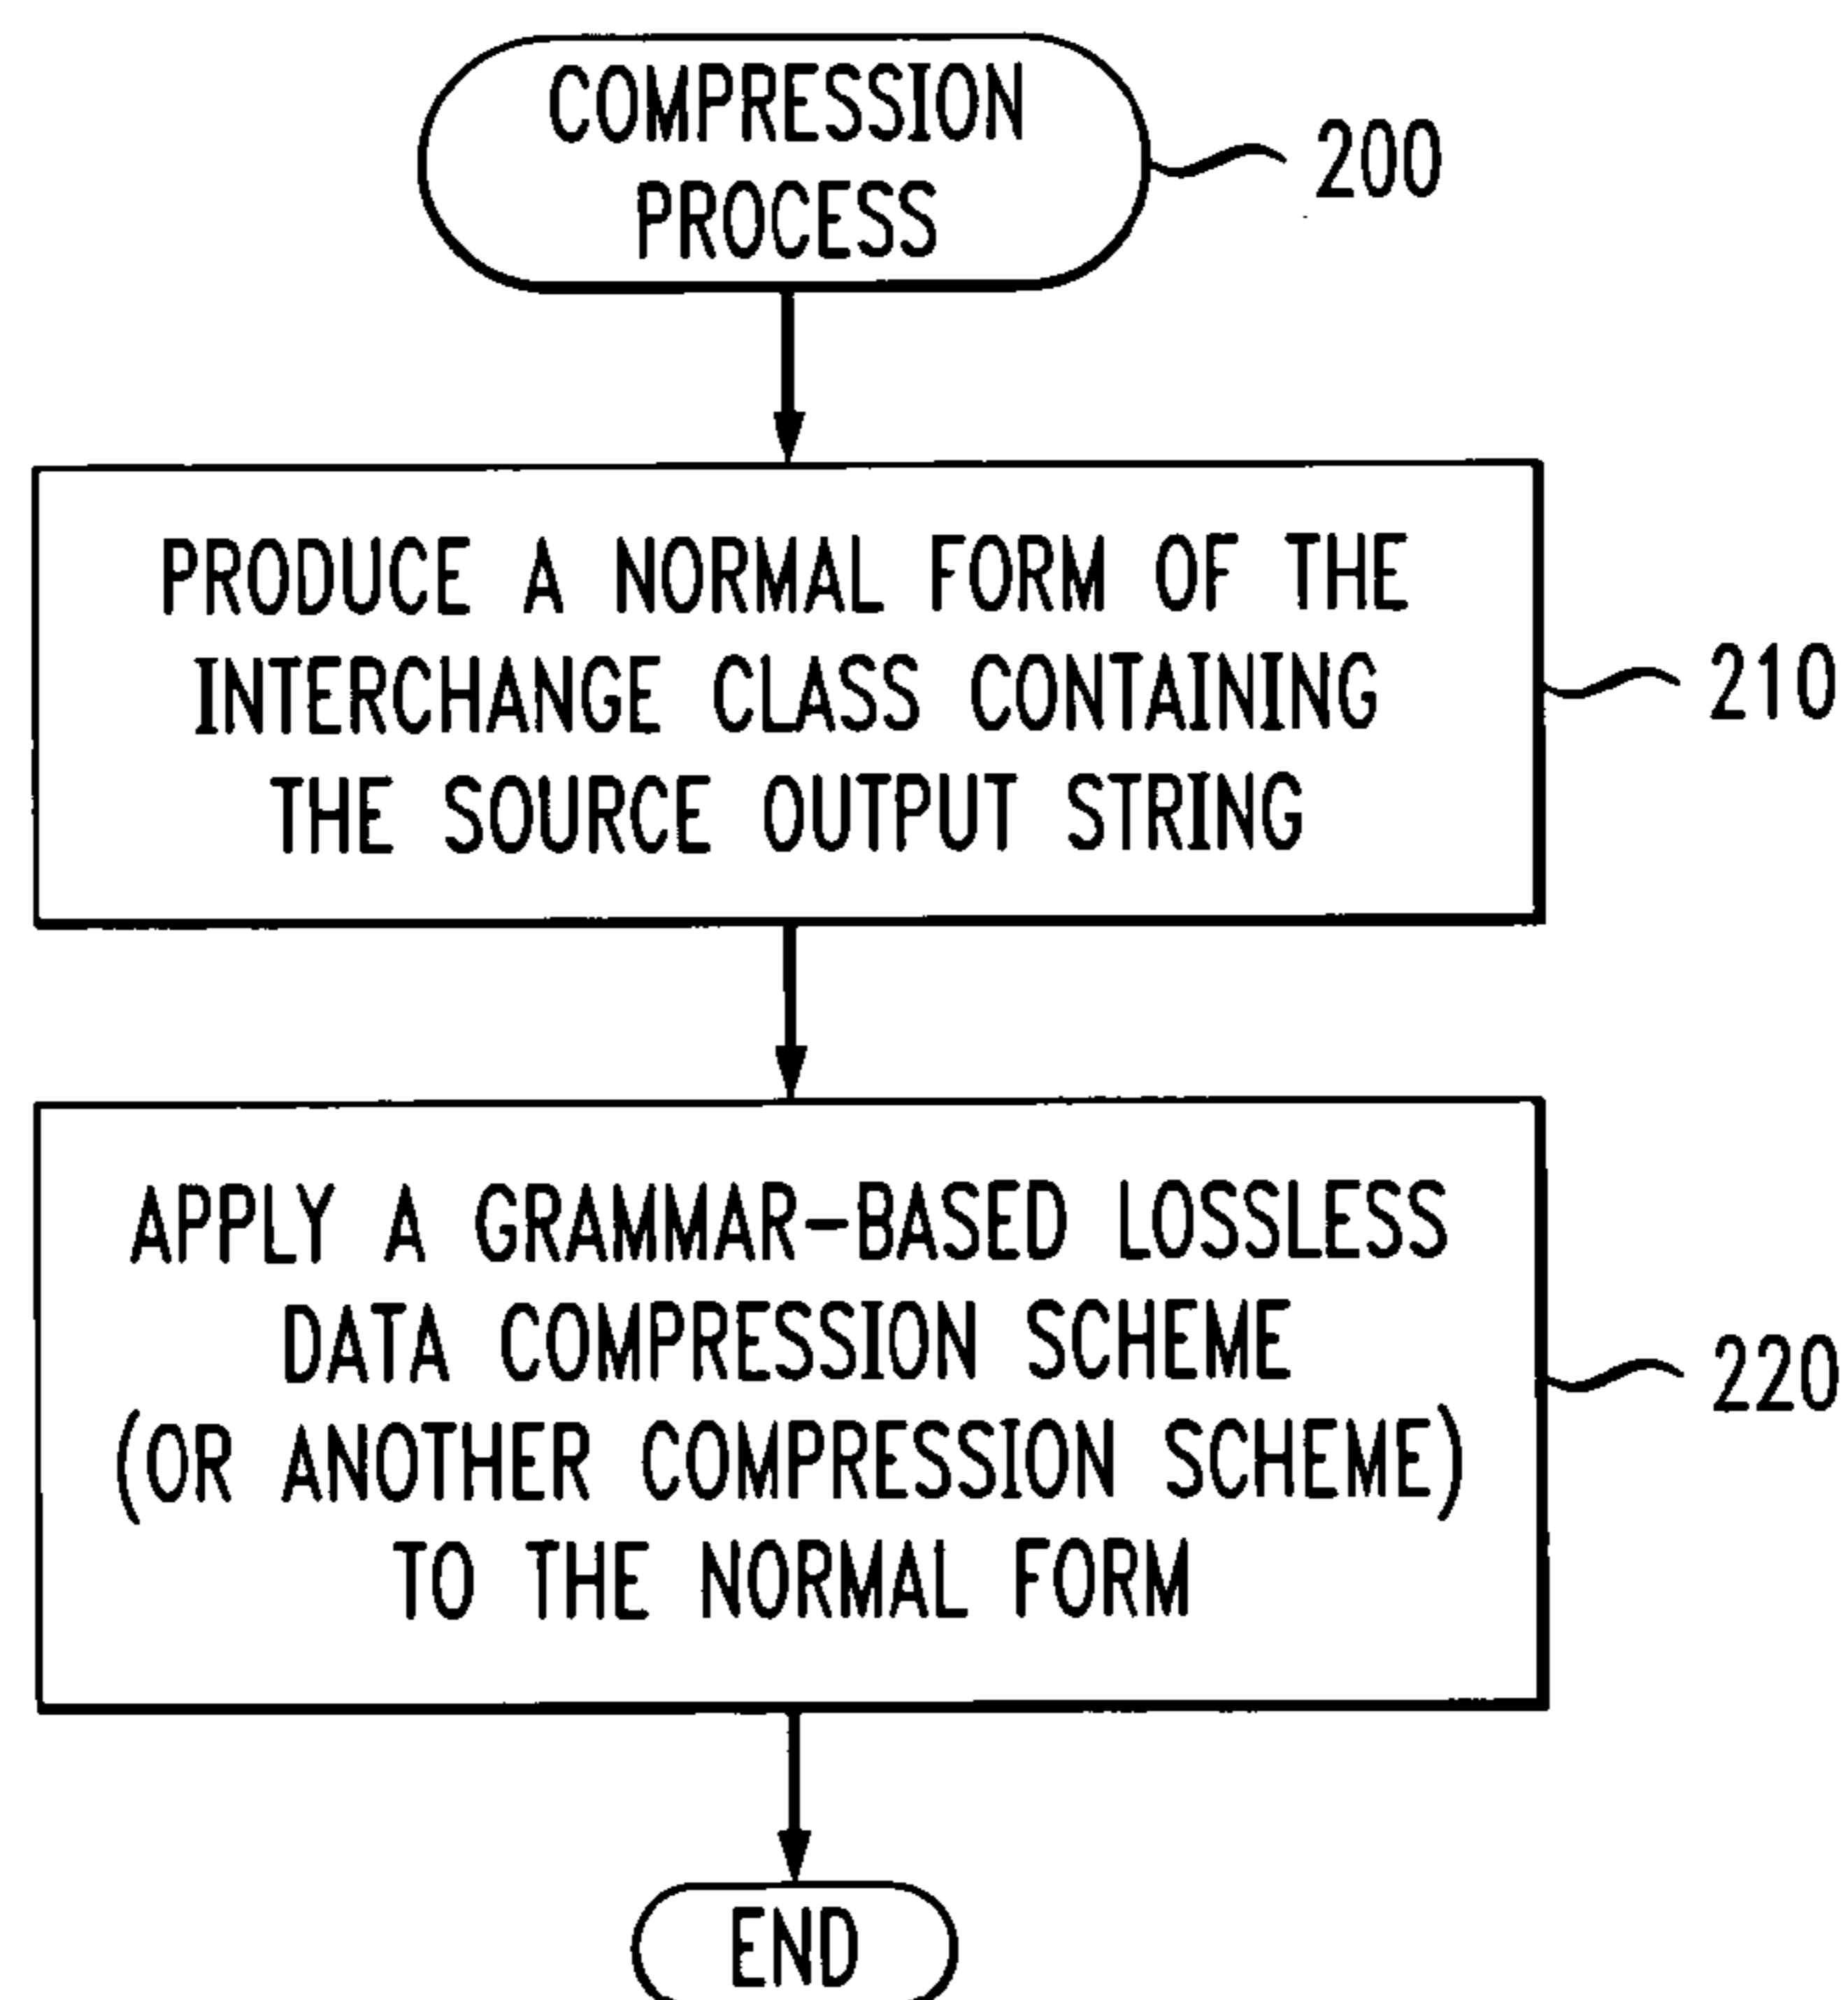 COMPRESSION
PROCESS
200
PRODUCE A NORMAL FORM OF THE
INTERCHANGE CLASS CONTAINING
THE SOURCE OUTPUT STRING
210
APPLY A GRAMMAR-BASED LOSSLESS
DATA COMPRESSION SCHEME
(OR ANOTHER COMPRESSION SCHEME)
TO THE NORMAL FORM
220
END